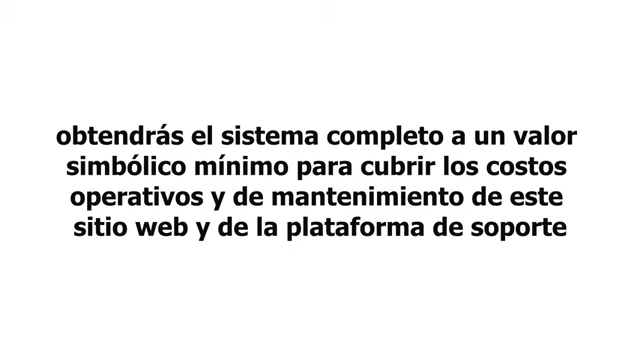 obtendrás el sistema completo a un valor
simbólico mínimo para cubrir los costos
operativos y de mantenimiento de este
sitio web y de la plataforma de soporte